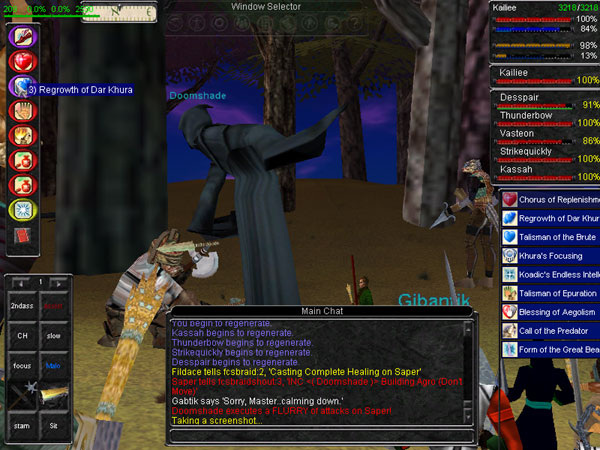 Window Selector
N
3) Regrowth of Dar Khura
Doomshade
Kailiee 3218/3218
100%
84%
98%
13%
Kailiee
100%
Desspair
91%
Thunderbow
100%
Vasteon
86%
Strikequickly
100%
Kassah
100%
Chorus of Replenishme
Regrowth of Dar Khur
Talisman of the Brute
Khura's Focusing
Koadic's Endless Intelle
Talisman of Epuration
Blessing of Aegolism
Call of the Predator
Form of the Great Bea
1
2ndass
CH slow
focus Malo
stam Sit
Main Chat
You begin to regenerate.
Kassah begins to regenerate.
Thunderbow begins to regenerate.
Strikequickly begins to regenerate.
Desspair begins to regenerate.
Fildace tells fcsbraid:2, 'Casting Complete Healing on Saper'
Saper tells fcsbraidshout:3, 'IND =( Doomshade )= Building Agro (Don't
Move)'
Gabtik says 'Sorry, Master..calming down.'
Doomshade executes a FLURRY of attacks on Saper!
Taking a screenshot...